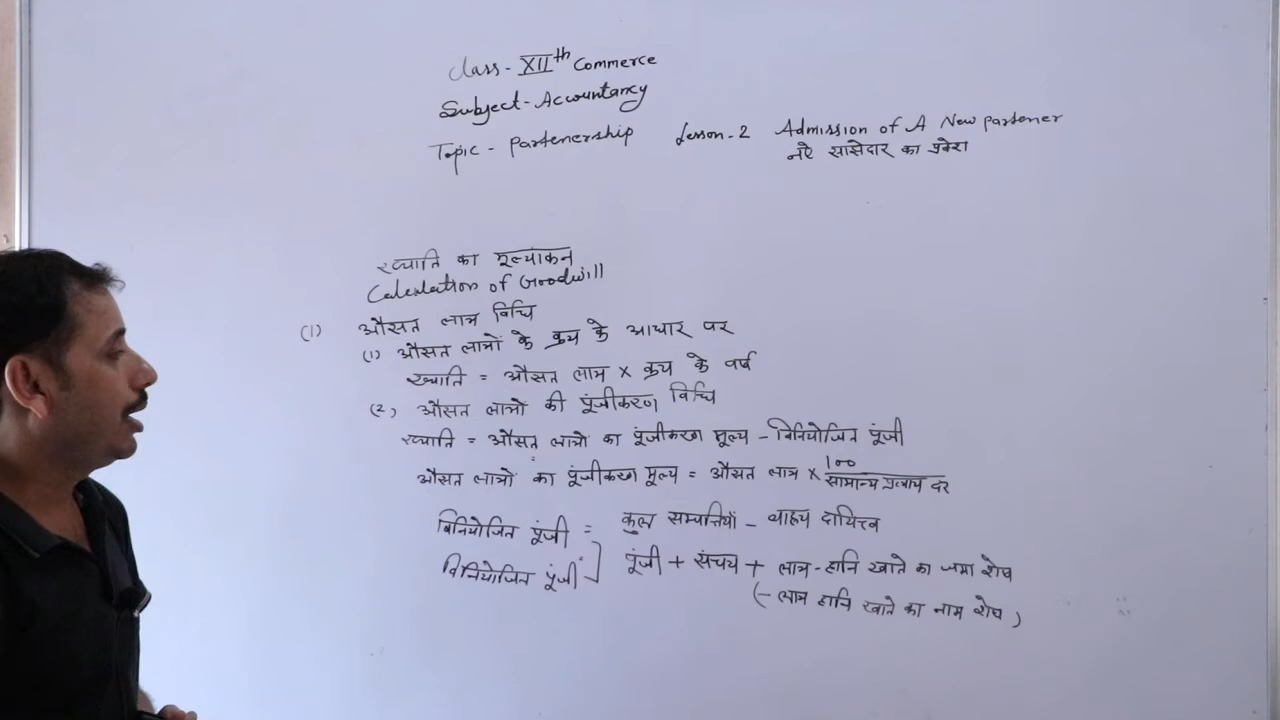 Class - XIIth Commerce
Subject - Accountancy
Topic - Partenership Lesson - 2 Admission of A New Partener
नऐ साझेदार का प्रवेश
ख्याति का मूल्यांकन
Calculation of Goodwill
(1) औसत लाभ विधि
(1) औसत लाभों के क्रय के आधार पर
ख्याति = औसत लाभ × क्रय के वर्ष
(2) औसत लाभो की पूंजीकरण विधि
ख्याति = औसत लाभो का पूंजीकरण मूल्य - विनियोजित पूंजी
औसत लाभो का पूंजीकरण मूल्य = औसत लाभ × 100 / सामान्य प्रत्याय दर
विनियोजित पूंजी = कुल सम्पत्तियों - वाह्य दायित्व
विनियोजित पूंजी = पूंजी + संचय + लाभ - हानि खाते का जमा शेष
(- लाभ हानि खाते का नाम शेष)